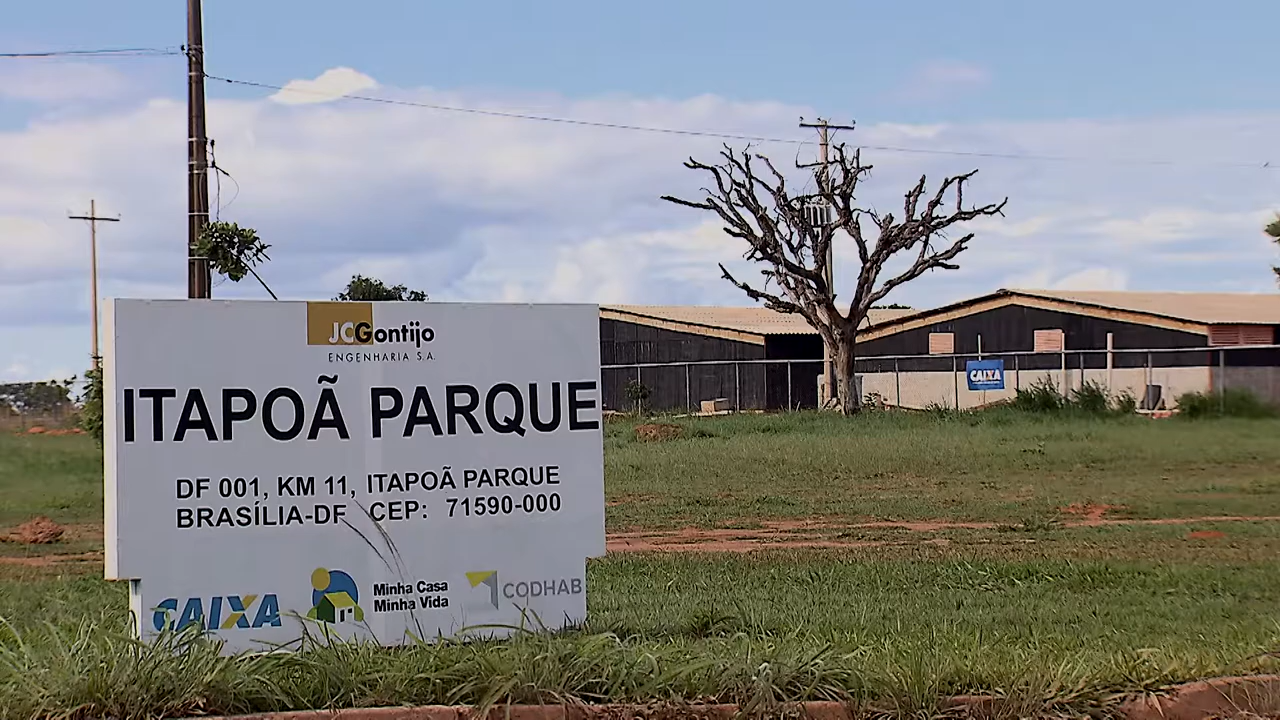 JCGontijo
ENGENHARIA S.A.
ITAPOÃ PARQUE
DF 001, KM 11, ITAPOÃ PARQUE
BRASÍLIA-DF CEP: 71590-000
CAIXA
Minha Casa
Minha Vida
CODHAB
CAIXA